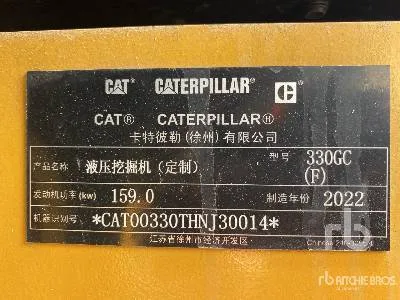 CAT® CATERPILLAR® C
CAT® CATERPILLAR®
卡特彼勒(徐州)有限公司
产品名称 液压挖掘机(定制) 型号 330GC
(F)
发动机功率(kw) 159.0 制造年份 2022
机器识别号 *CAT00330THNJ30014*
江苏省徐州市经济开发区
Chinese
rb RITCHIE BROS